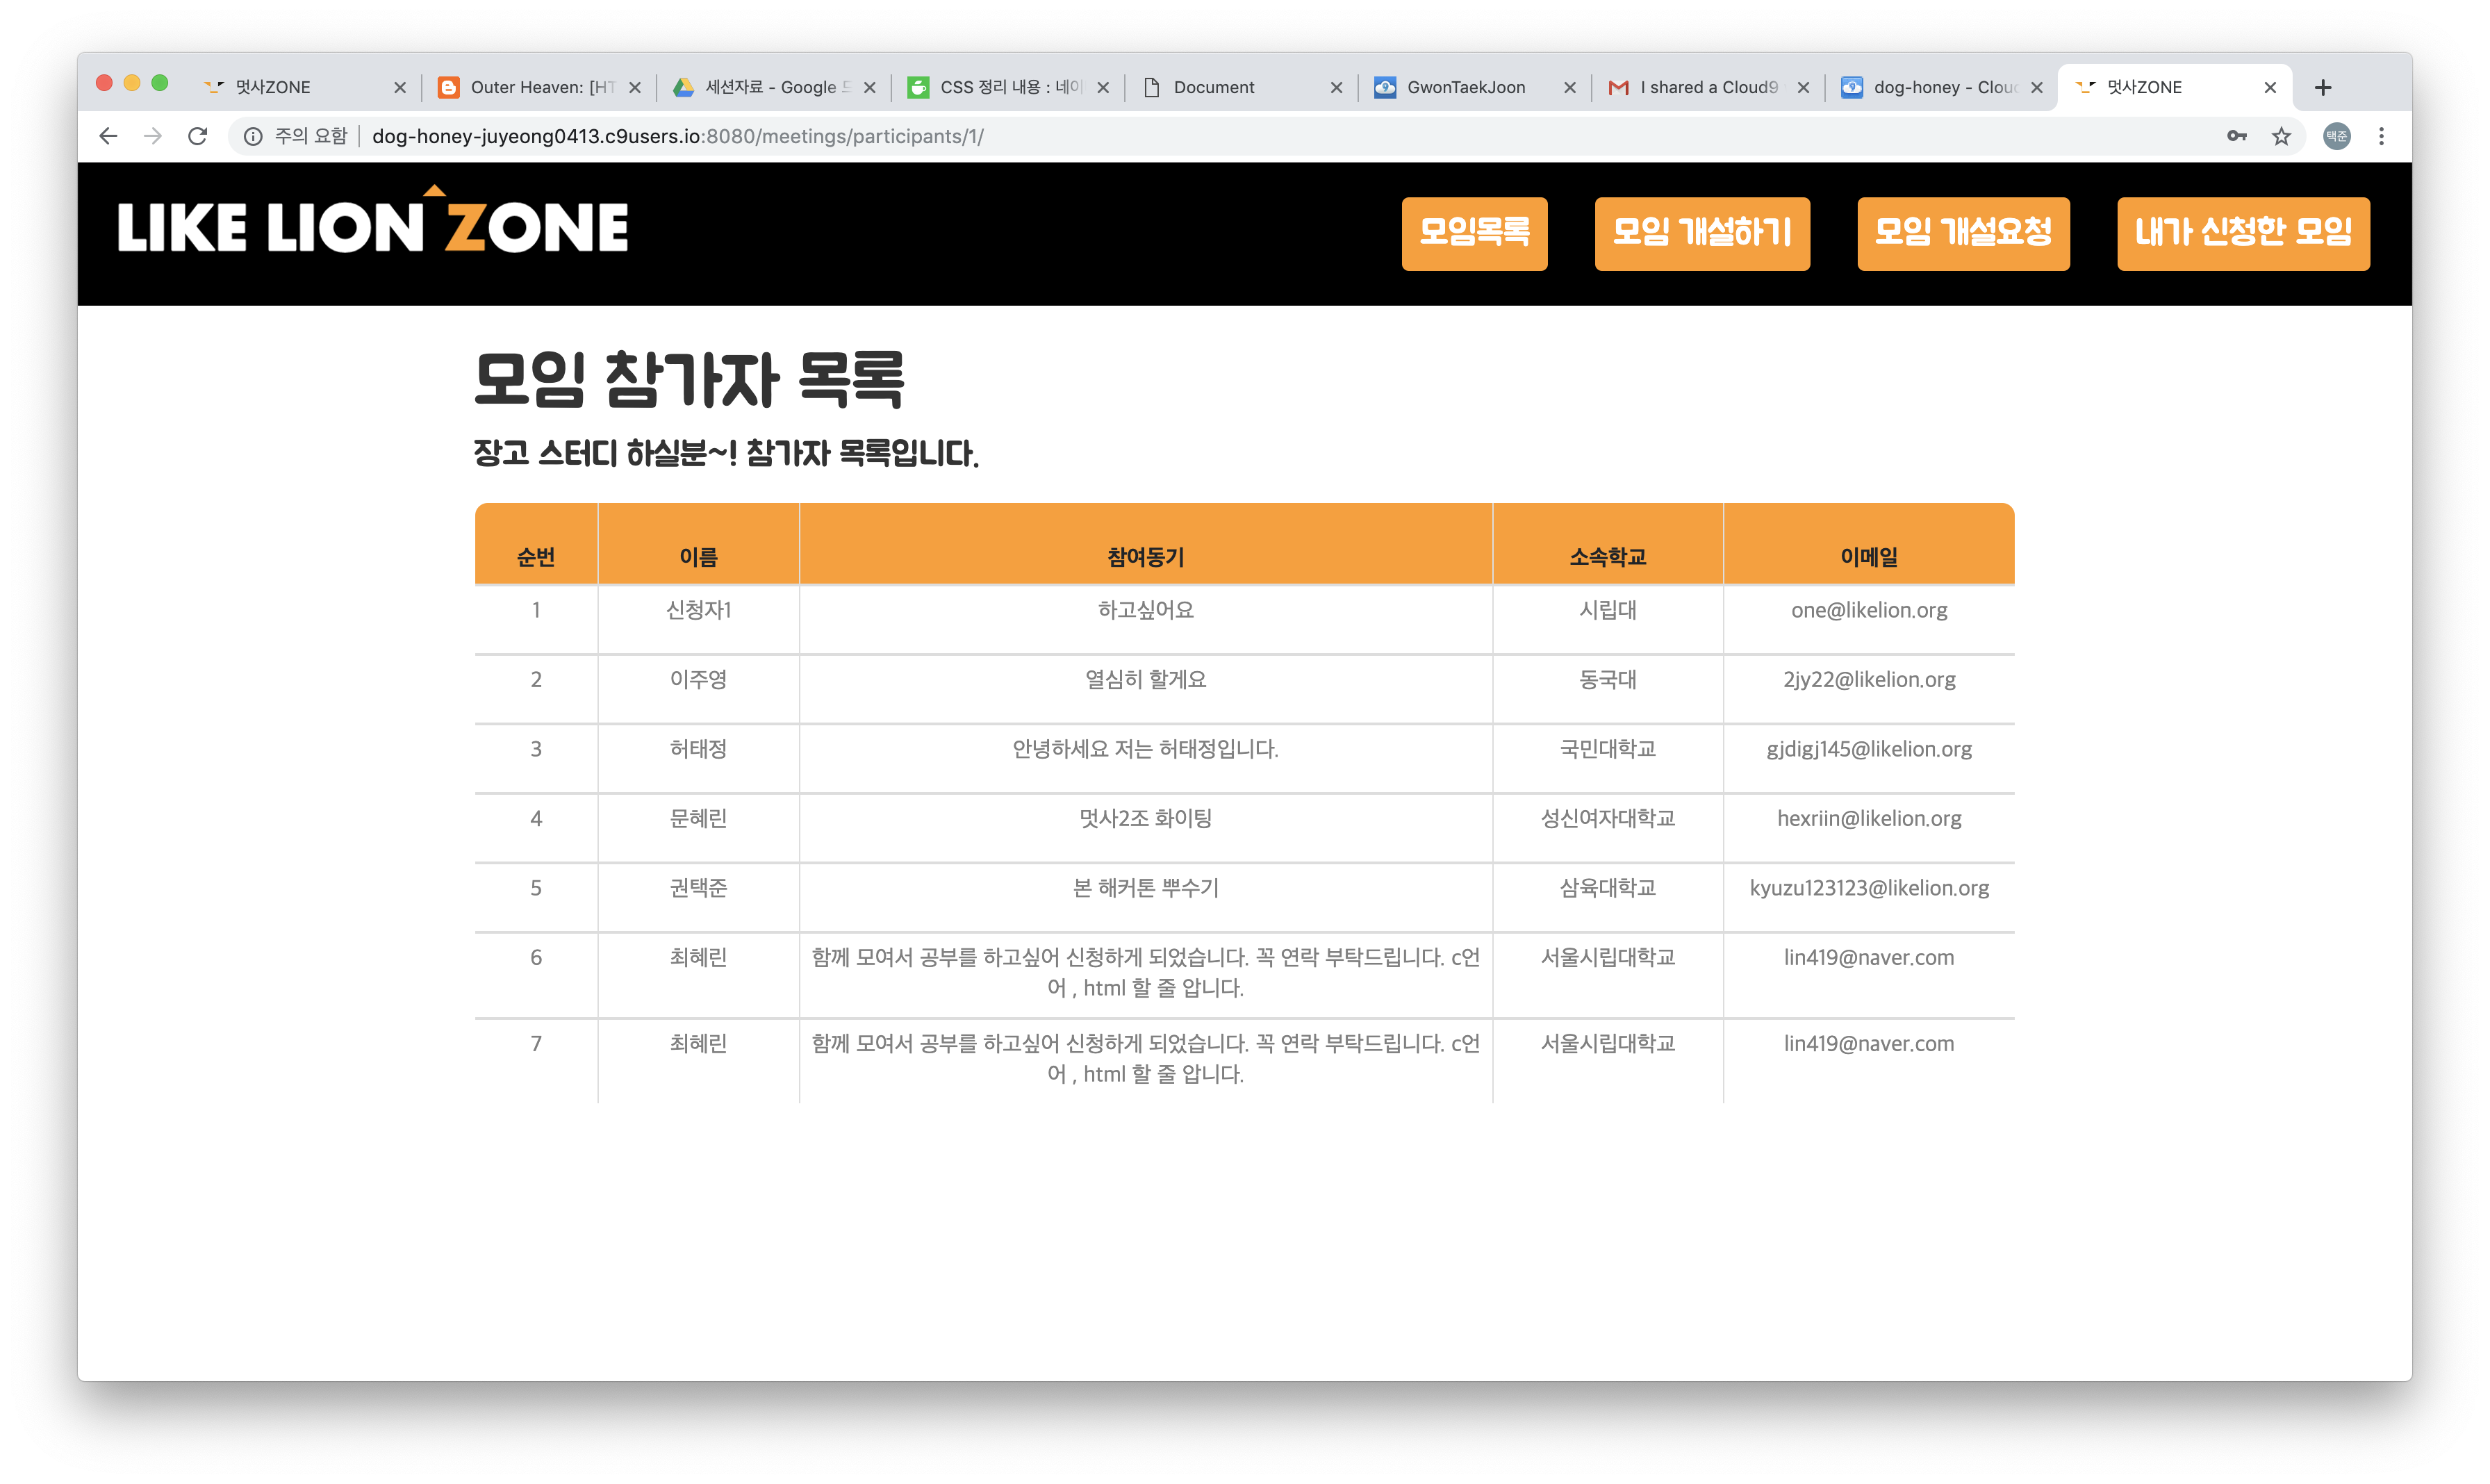 멋사ZONE
Outer Heaven: [HT
세션자료 - Google 드
CSS 정리 내용 : 네이
Document
GwonTaekJoon
I shared a Cloud9
dog-honey - Clou
멋사ZONE
주의 요함 dog-honey-juyeong0413.c9users.io:8080/meetings/participants/1/
택준
LIKE LION ZONE
모임목록 모임 개설하기 모임 개설요청 내가 신청한 모임
모임 참가자 목록
장고 스터디 하실분~! 참가자 목록입니다.
순번 이름 참여동기 소속학교 이메일
1 신청자1 하고싶어요 시립대 one@likelion.org
2 이주영 열심히 할게요 동국대 2jy22@likelion.org
3 허태정 안녕하세요 저는 허태정입니다. 국민대학교 gjdigj145@likelion.org
4 문혜린 멋사2조 화이팅 성신여자대학교 hexriin@likelion.org
5 권택준 본 해커톤 뿌수기 삼육대학교 kyuzu123123@likelion.org
6 최혜린 함께 모여서 공부를 하고싶어 신청하게 되었습니다. 꼭 연락 부탁드립니다. c언 서울시립대학교 lin419@naver.com
어 , html 할 줄 압니다.
7 최혜린 함께 모여서 공부를 하고싶어 신청하게 되었습니다. 꼭 연락 부탁드립니다. c언 서울시립대학교 lin419@naver.com
어 , html 할 줄 압니다.